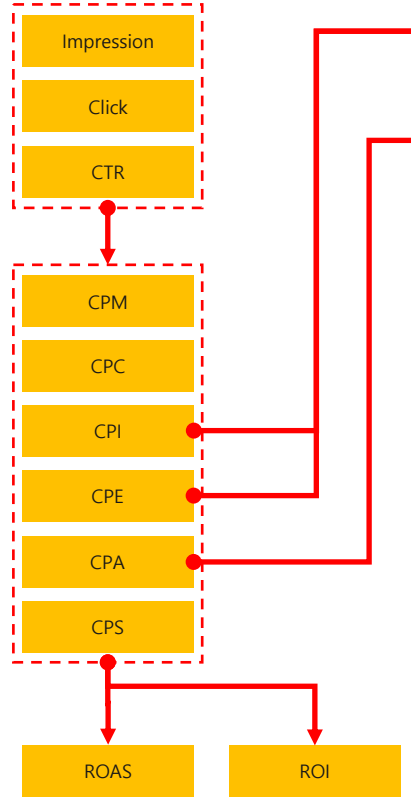 Impression
Click
CTR
CPM
CPC
CPI
CPE
CPA
CPS
ROAS
ROI